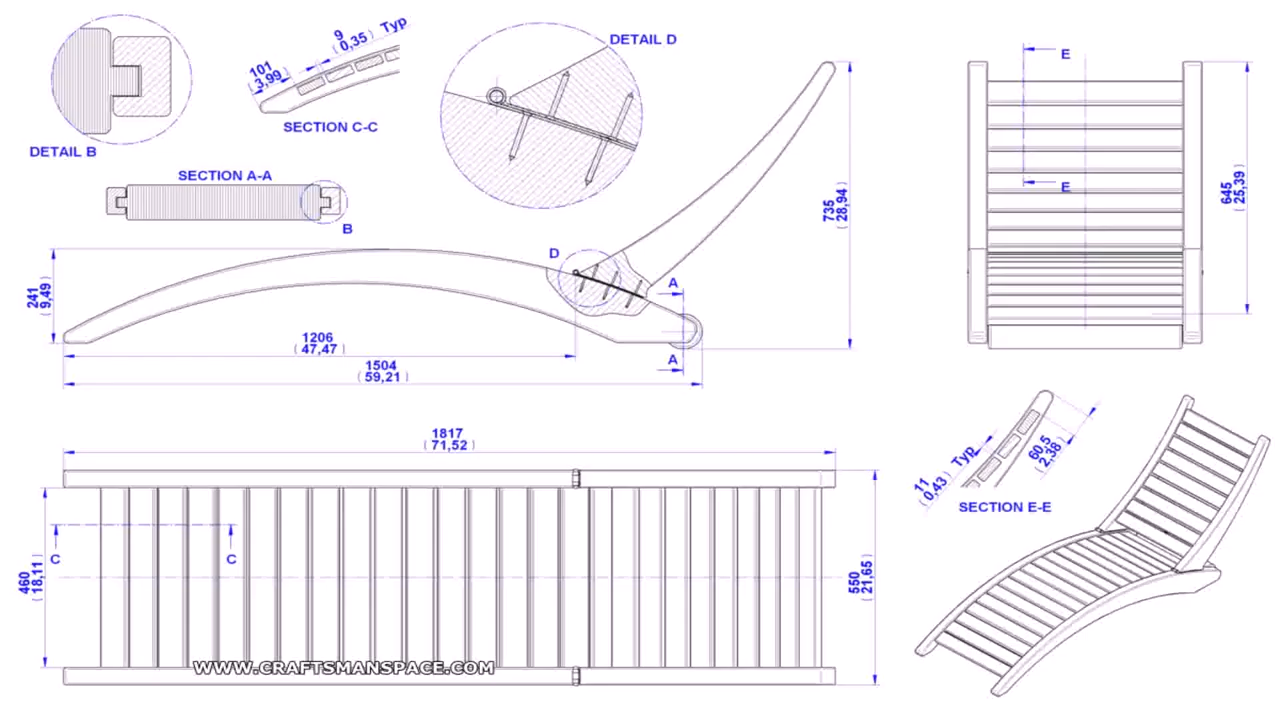 DETAIL B
101
(3,99)
9
(0,35) Typ
SECTION C-C
DETAIL D
SECTION A-A
B
241
(9,49)
D
A
A
1206
(47,47)
1504
(59,21)
735
(28,94)
E
E
645
(25,39)
1817
(71,52)
C
C
460
(18,11)
550
(21,65)
WWW.CRAFTSMANSPACE.COM
11
(0,43) Typ
60,5
(2,38)
SECTION E-E